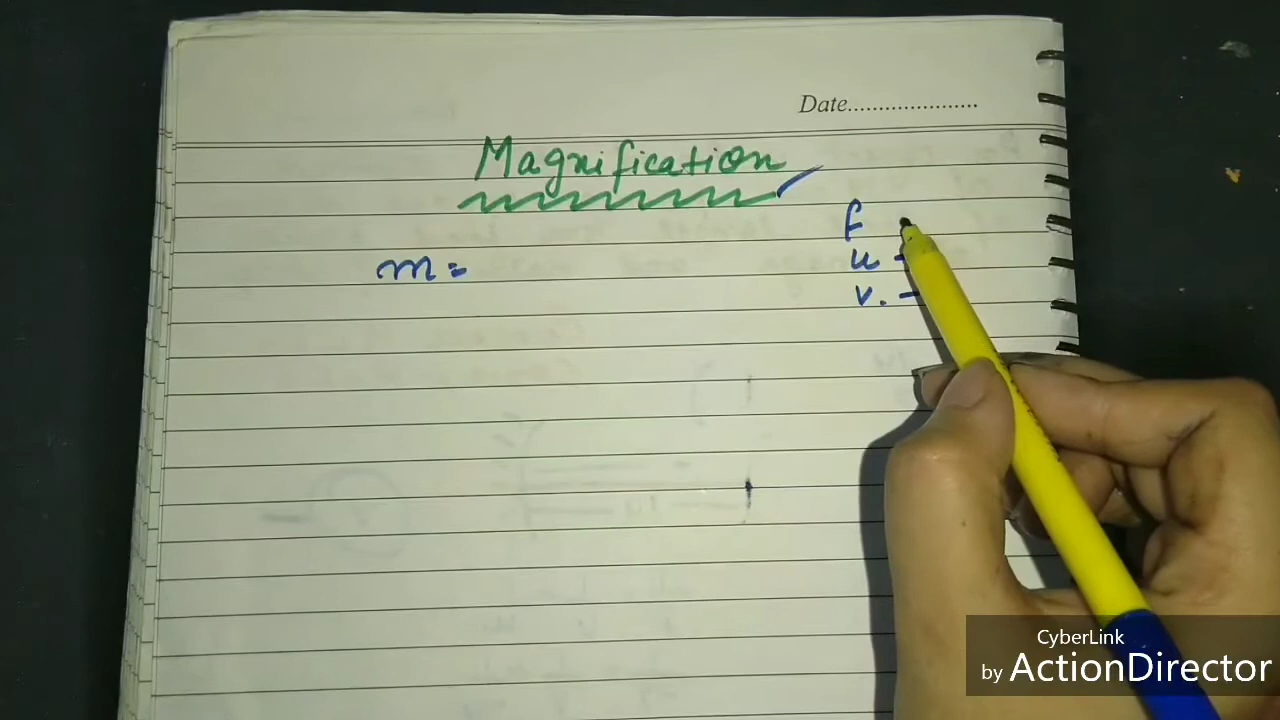 Date....................
Magnification
m =
f
u -
v. -
CyberLink
by ActionDirector